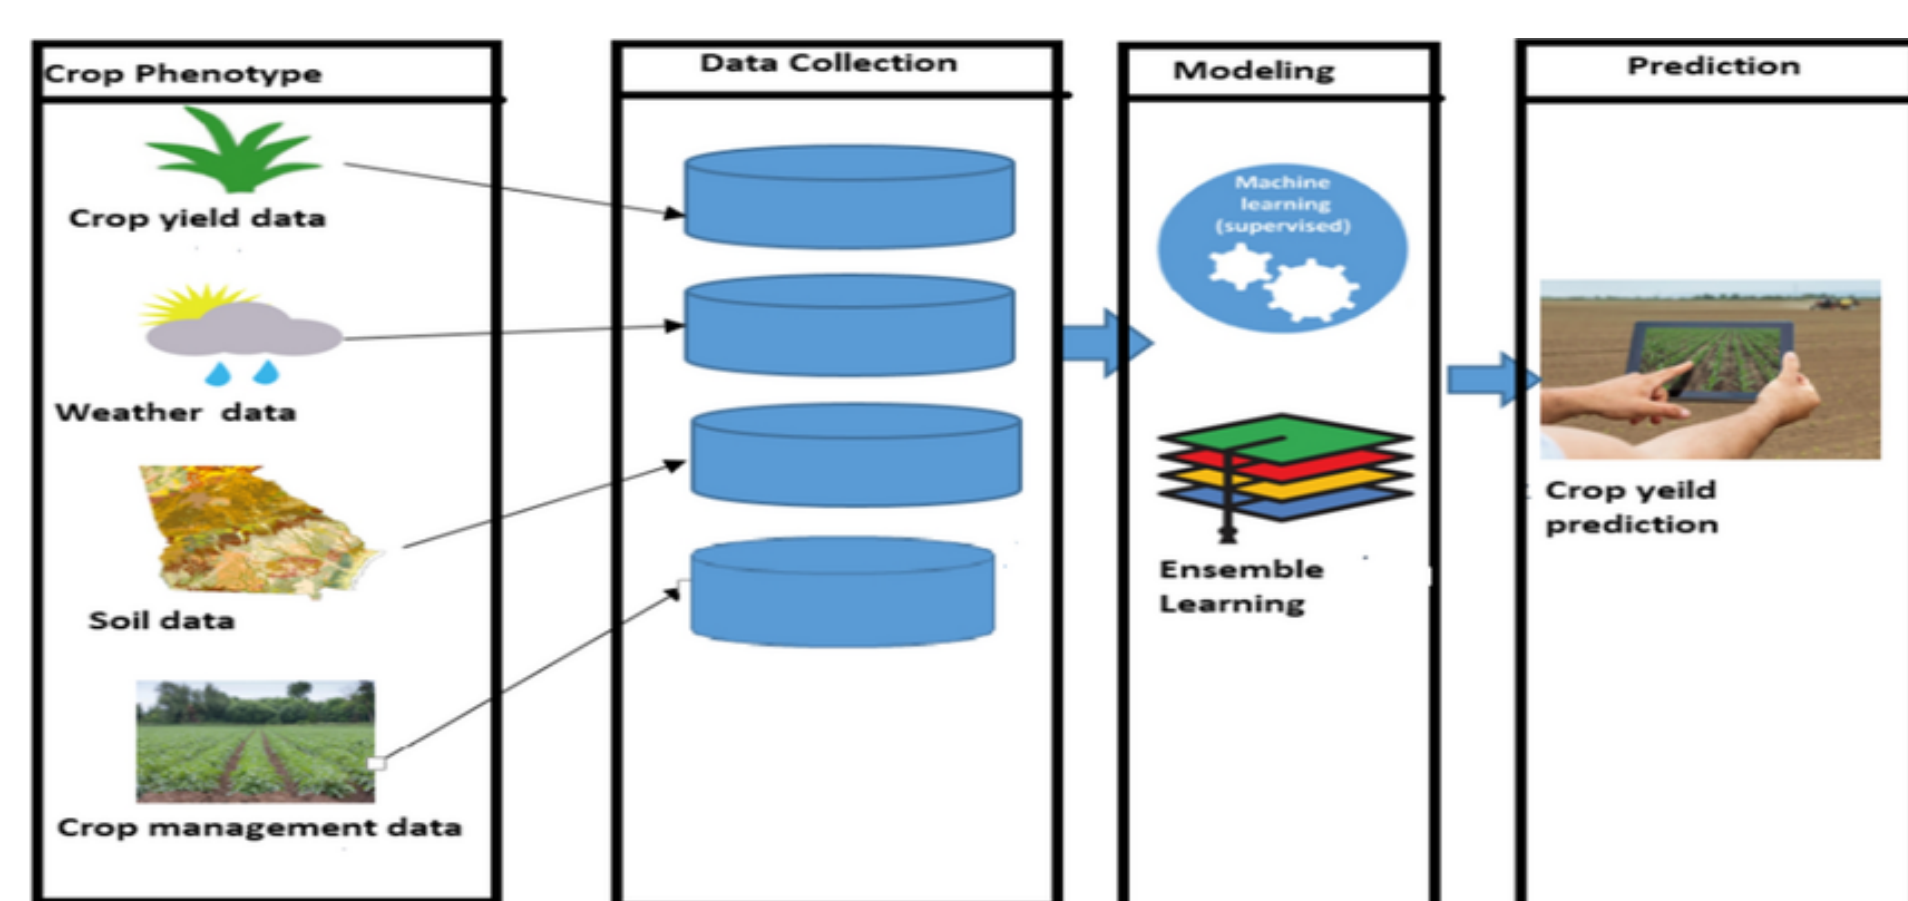 Crop Phenotype
Crop yield data
Weather data
Soil data
Crop management data
Data Collection
Modeling
Machine
learning
(supervised)
Ensemble
Learning
Prediction
Crop yeild
prediction